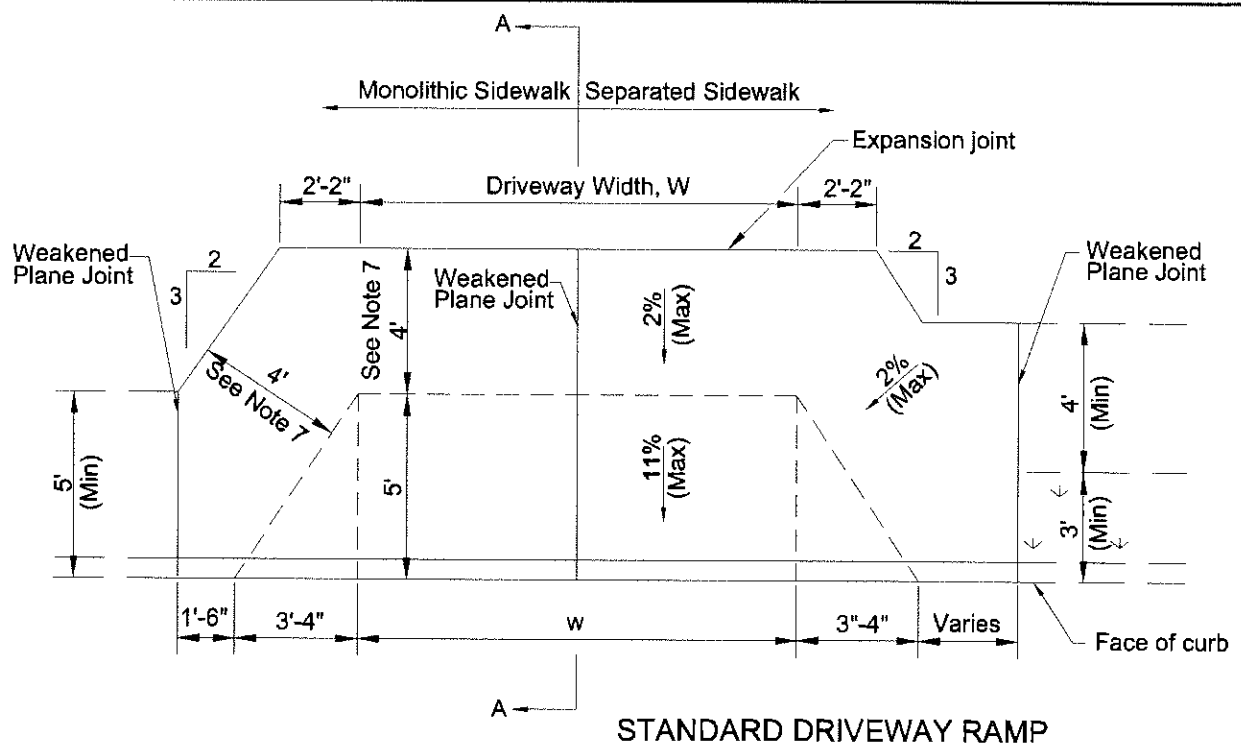 A
Monolithic Sidewalk
Separated Sidewalk
Expansion joint
2'-2"
Driveway Width, W
2'-2"
Weakened
Plane Joint
2
3
See Note 7
4'
Weakened
Plane Joint
2%
(Max)
2
3
Weakened
Plane Joint
4'
See Note 7
2%
(Max)
4'
(Min)
5'
(Min)
5'
11%
(Max)
3'
(Min)
1'-6"
3'-4"
W
3"-4"
Varies
Face of curb
A
STANDARD DRIVEWAY RAMP